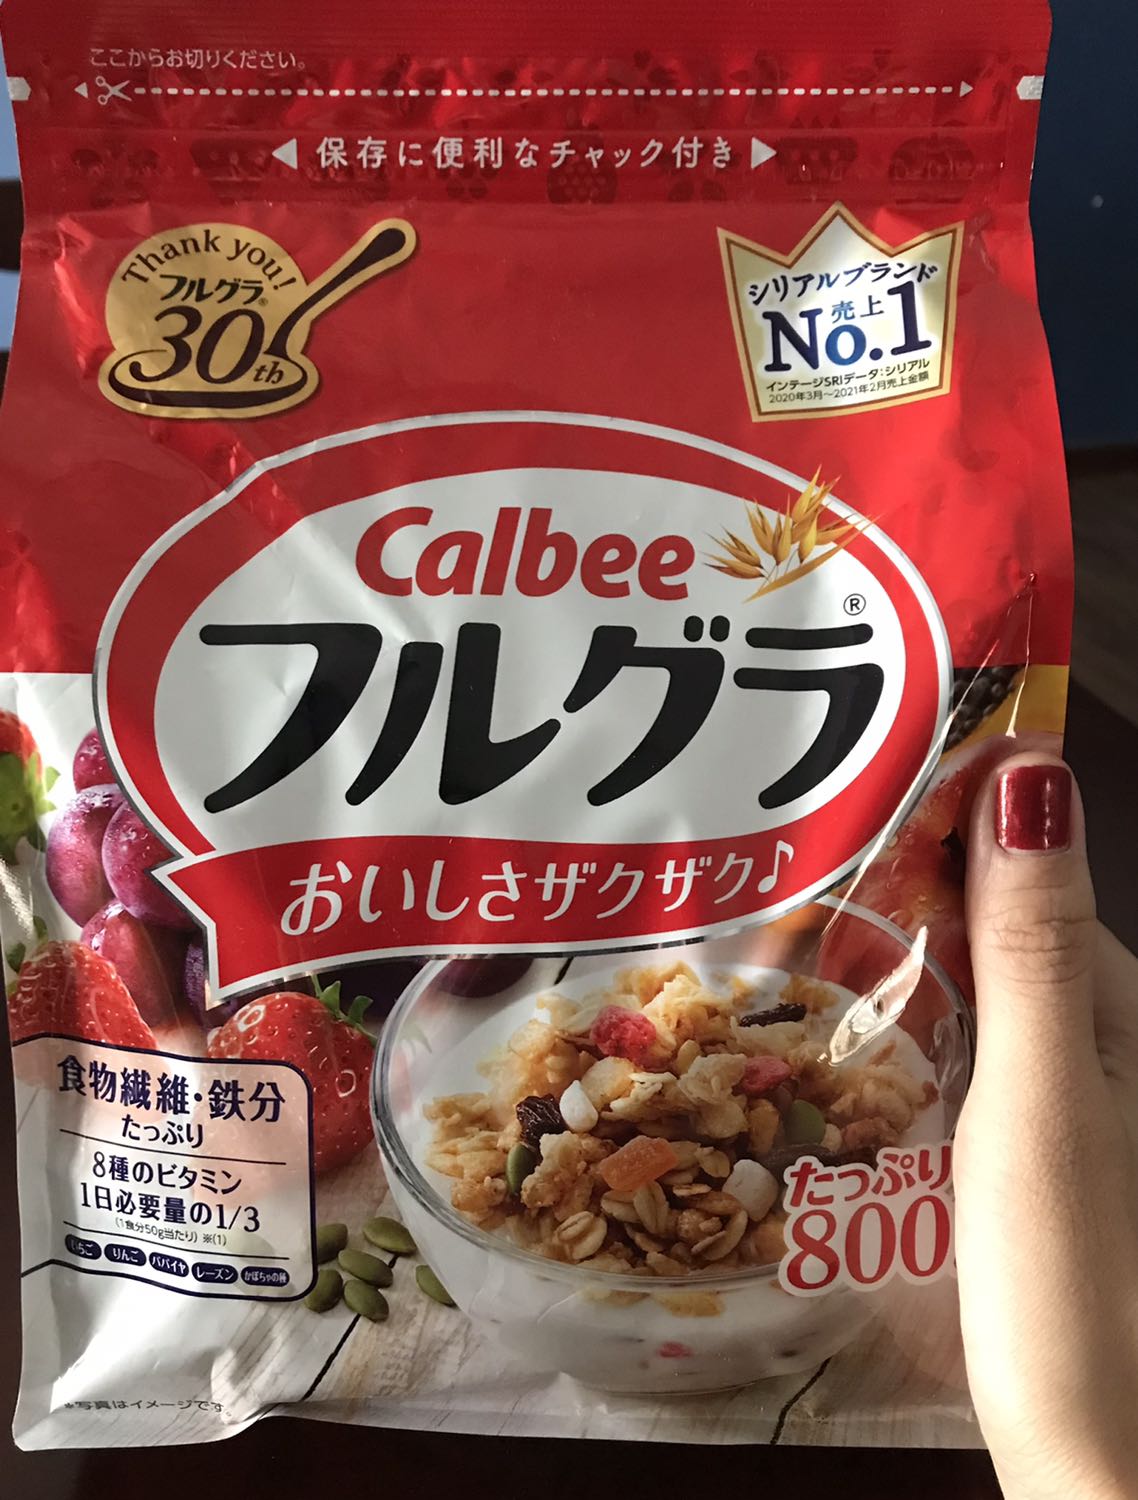 ここからお切りください。
保存に便利なチャック付き
Thank you!
フルグラ®
30th
シリアルブランド
売上
No.1
インテージSRIデータ:シリアル
2020年3月～2021年2月売上金額
Calbee
フルグラ®
おいしさザクザク♪
食物繊維・鉄分
たっぷり
8種のビタミン
1日必要量の1/3
(1食分50g当たり) ※(1)
いちご りんご パパイヤ レーズン かぼちゃの種
たっぷり
800
※写真はイメージです。